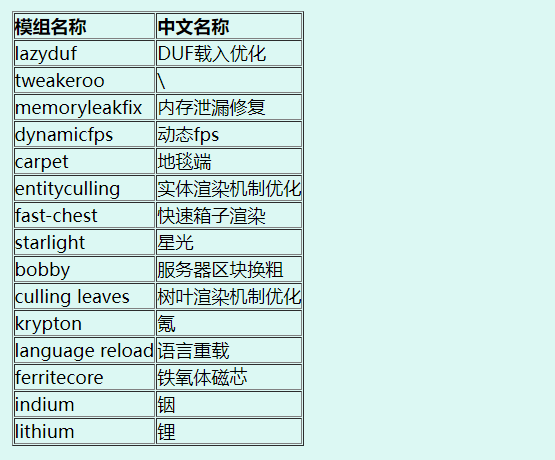 模组名称 中文名称
lazyduf DUF载入优化
tweakeroo \
memoryleakfix 内存泄漏修复
dynamicfps 动态fps
carpet 地毯端
entityculling 实体渲染机制优化
fast-chest 快速箱子渲染
starlight 星光
bobby 服务器区块换粗
culling leaves 树叶渲染机制优化
krypton 氪
language reload 语言重载
ferritecore 铁氧体磁芯
indium 铟
lithium 锂